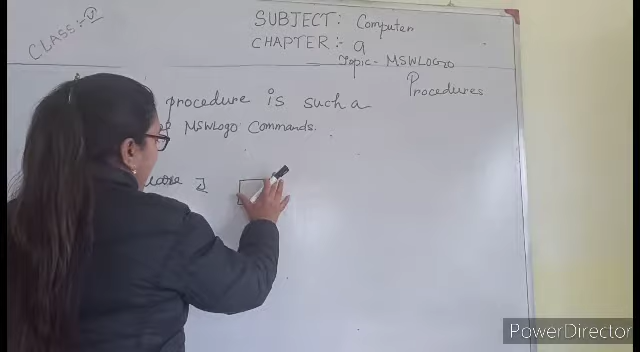 CLASS:- V
SUBJECT: Computer
CHAPTER:- 9
Topic- MSWLOGO
Procedures
procedure is such a
MSWLogo Commands.
PowerDirector